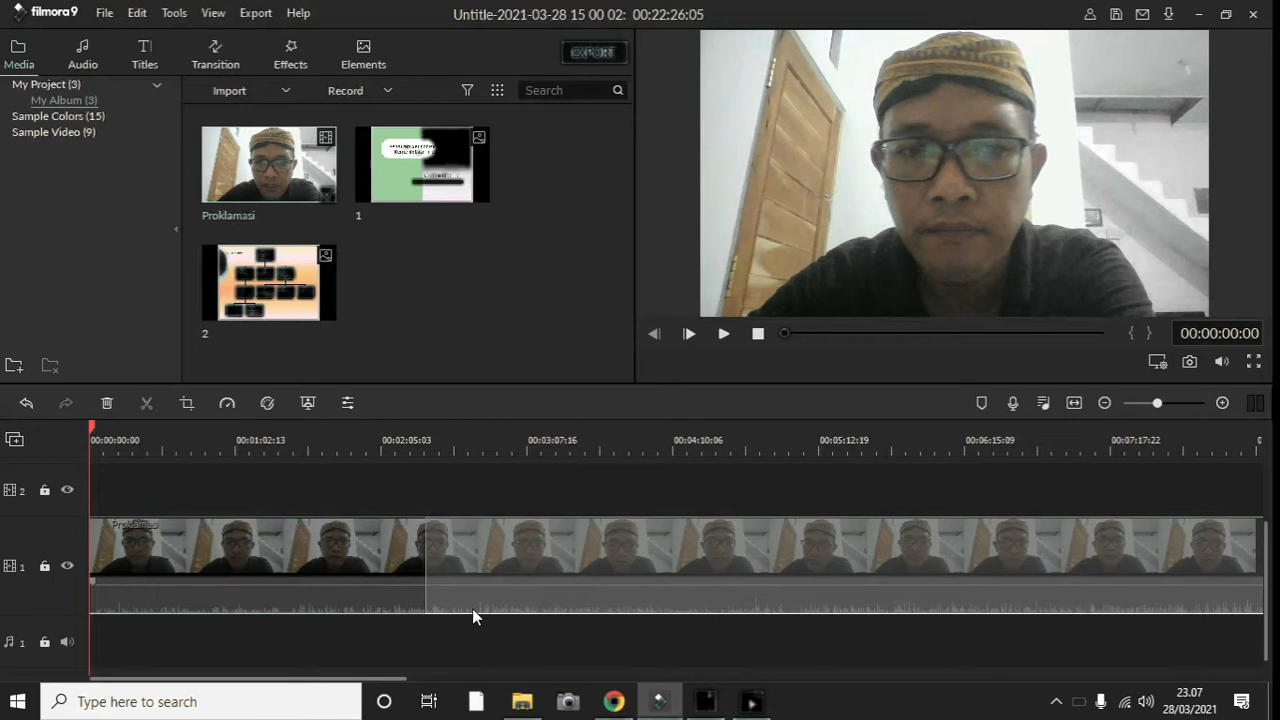 filmora9 File Edit Tools View Export Help Untitle-2021-03-28 15 00 02: 00:22:26:05
Media Audio Titles Transition Effects Elements EXPORT
My Project (3)
My Album (3)
Sample Colors (15)
Sample Video (9)
Import Record Search
Proklamasi 1
2
00:00:00:00
00:00:00:00 00:01:02:13 00:02:05:03 00:03:07:16 00:04:10:06 00:05:12:19 00:06:15:09 00:07:17:22 0
2
Proklamasi
1
1
Type here to search 23.07
28/03/2021